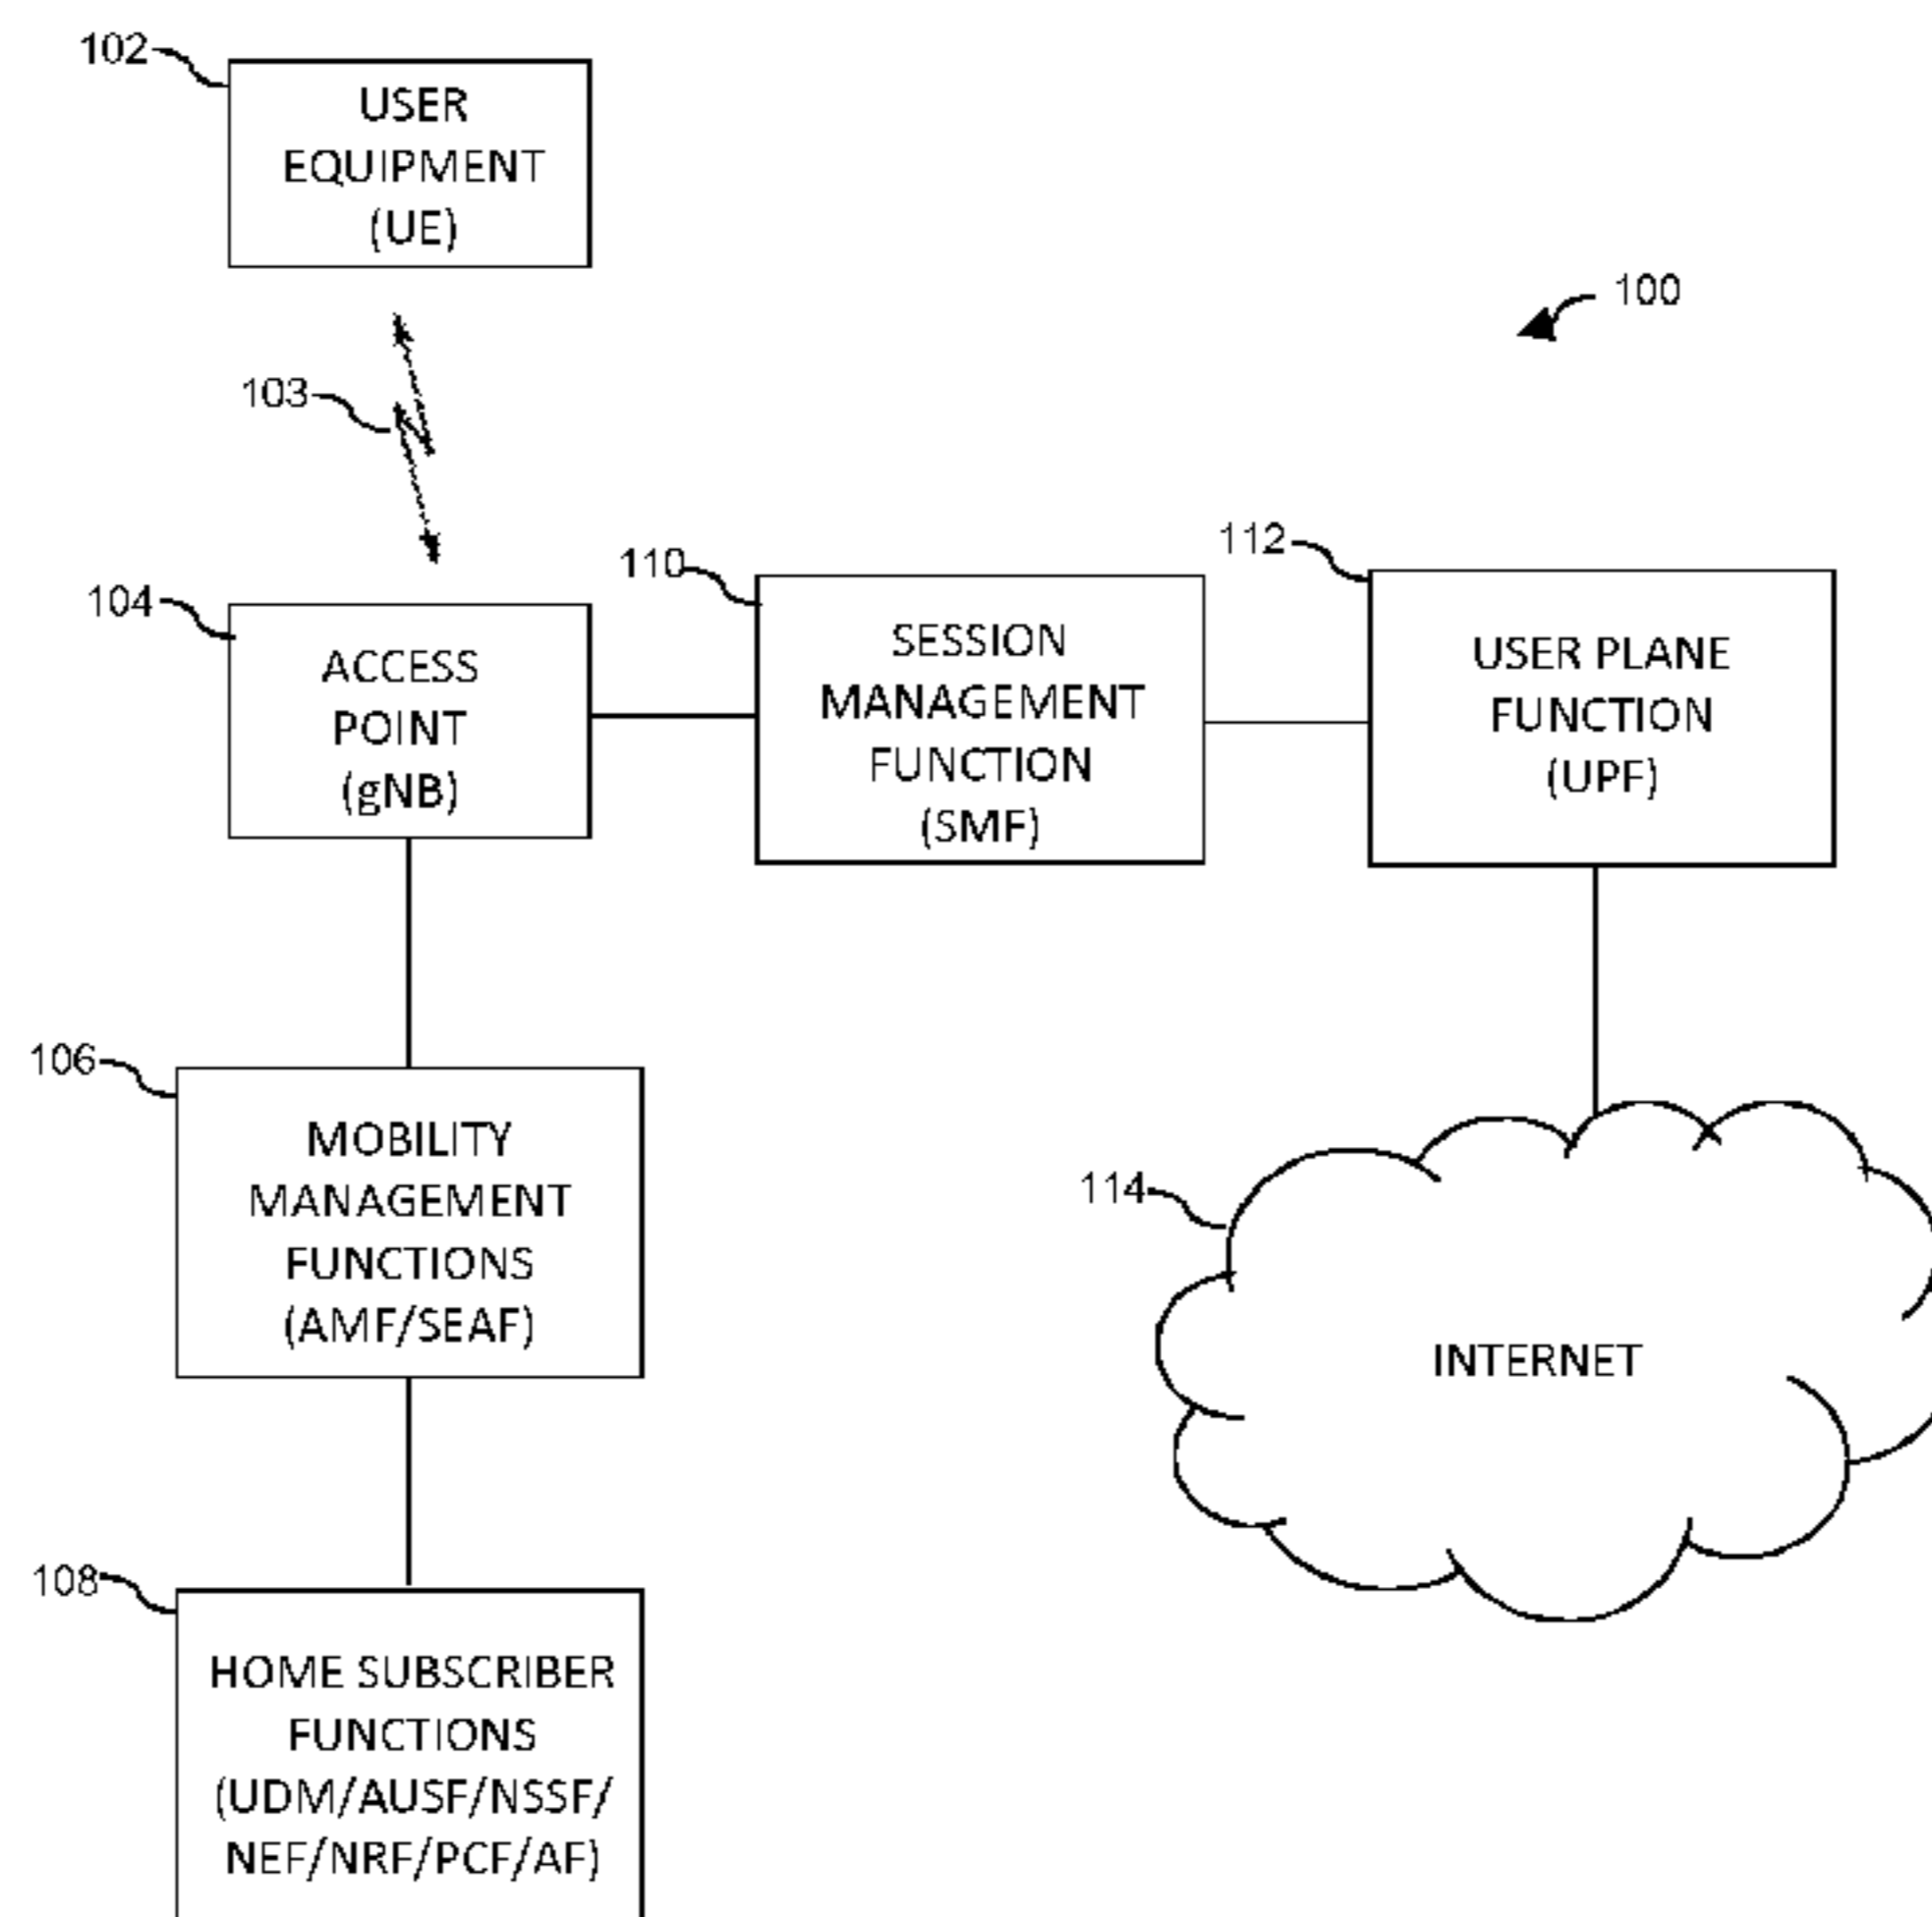 102
USER
EQUIPMENT
(UE)
100
103
104
ACCESS
POINT
(gNB)
110
SESSION
MANAGEMENT
FUNCTION
(SMF)
112
USER PLANE
FUNCTION
(UPF)
106
MOBILITY
MANAGEMENT
FUNCTIONS
(AMF/SEAF)
114
INTERNET
108
HOME SUBSCRIBER
FUNCTIONS
(UDM/AUSF/NSSF/
NEF/NRF/PCF/AF)